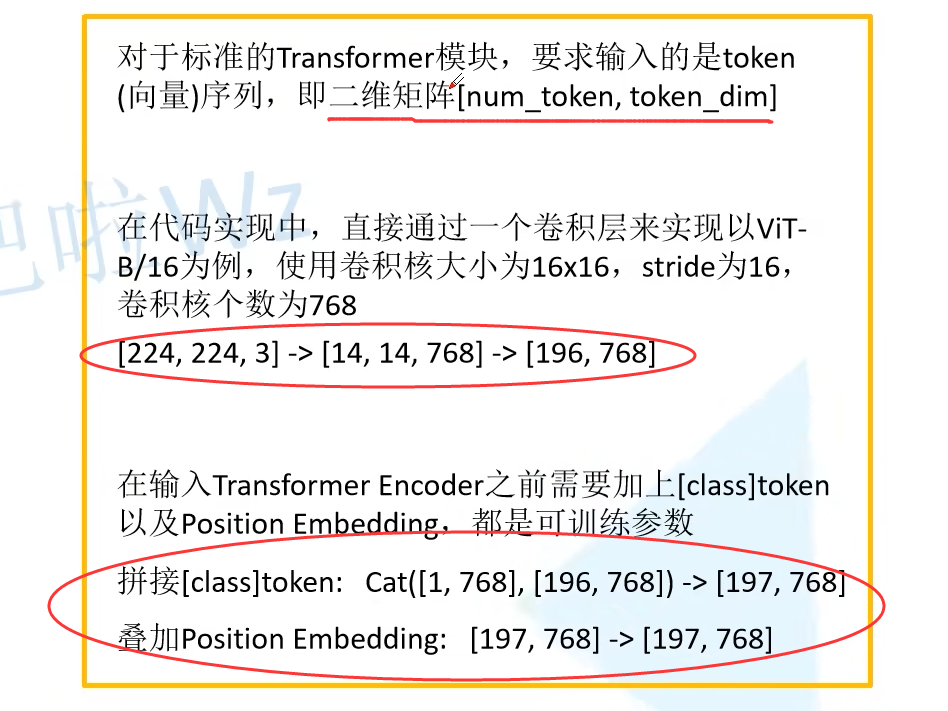 对于标准的Transformer模块，要求输入的是token
(向量)序列，即二维矩阵[num_token, token_dim]
在代码实现中，直接通过一个卷积层来实现以ViT-
B/16为例，使用卷积核大小为16x16，stride为16，
卷积核个数为768
[224, 224, 3] -> [14, 14, 768] -> [196, 768]
在输入Transformer Encoder之前需要加上[class]token
以及Position Embedding，都是可训练参数
拼接[class]token: Cat([1, 768], [196, 768]) -> [197, 768]
叠加Position Embedding: [197, 768] -> [197, 768]
吧啦Wz